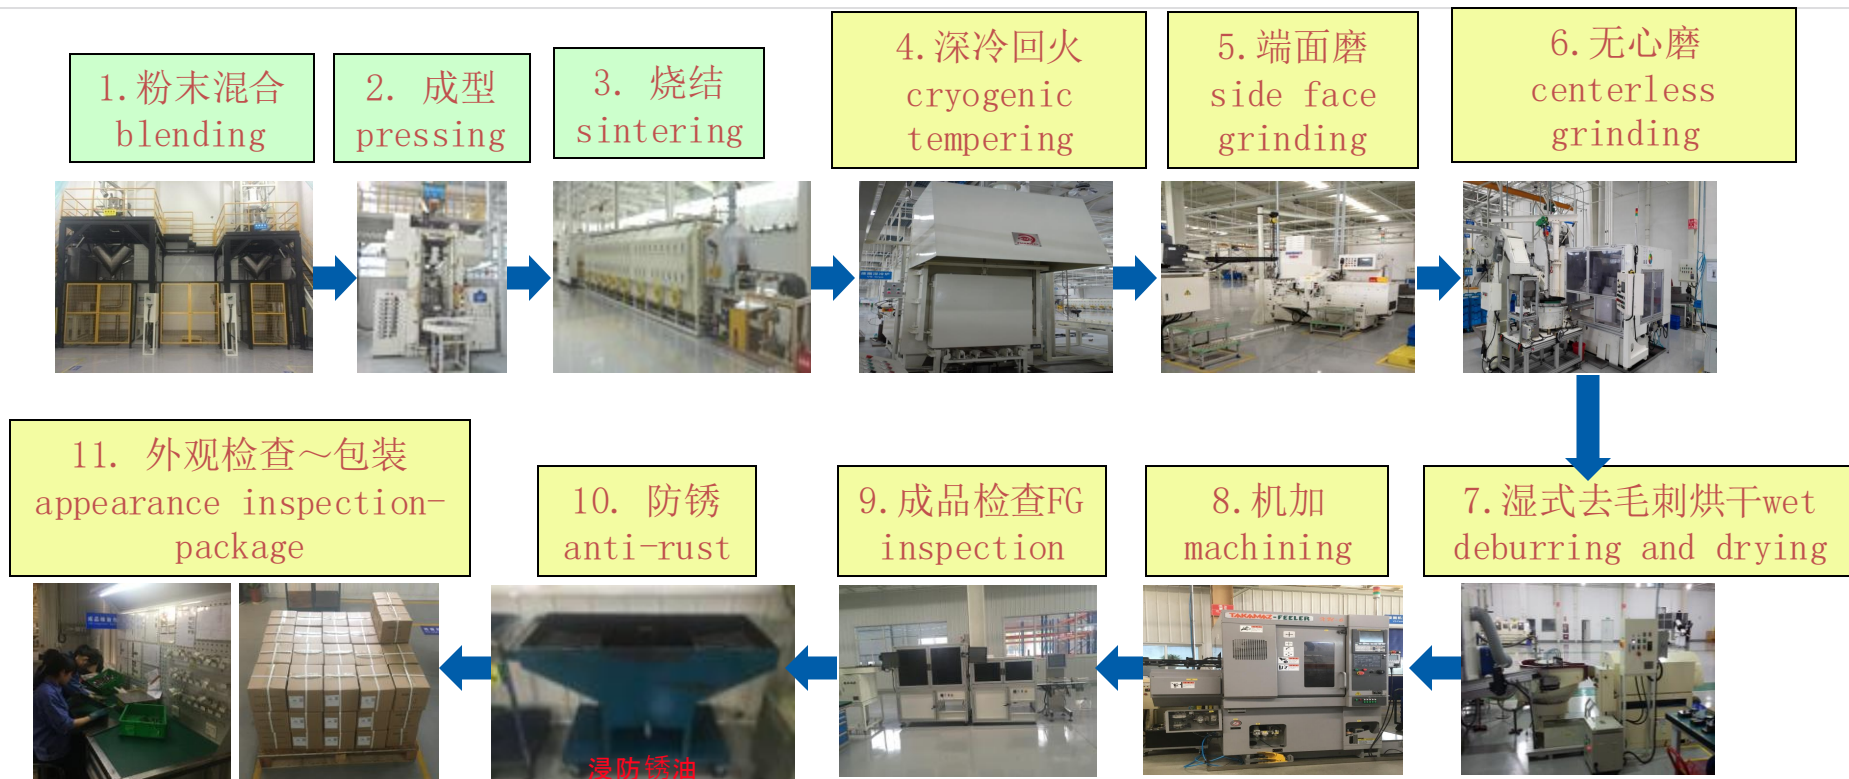 1.粉末混合
blending
2. 成型
pressing
3. 烧结
sintering
4.深冷回火
cryogenic
tempering
5.端面磨
side face
grinding
6.无心磨
centerless
grinding
7.湿式去毛刺烘干wet
deburring and drying
8.机加
machining
TAKAMAZ-FEELER
9.成品检查FG
inspection
10. 防锈
anti-rust
浸防锈油
11. 外观检查～包装
appearance inspection-
package